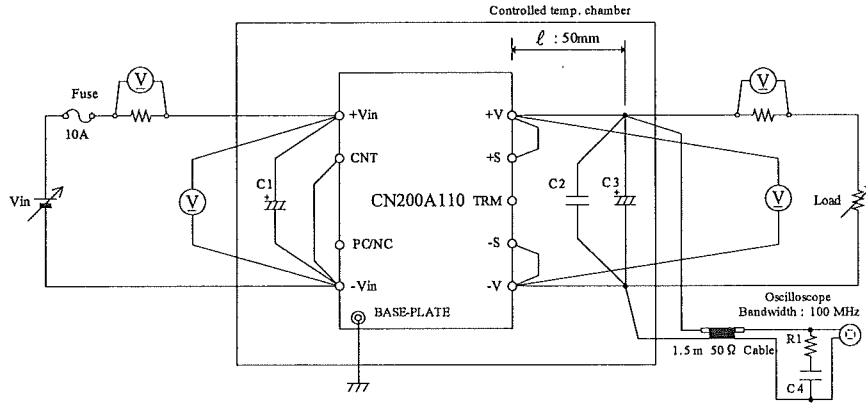 Controlled temp. chamber
ℓ : 50mm
V
V
Fuse
10A
+Vin
+V
CNT
+S
C1
+
C2
C3
+
CN200A110
TRM
Vin
V
V
Load
PC/NC
-S
-Vin
-V
BASE-PLATE
Oscilloscope
Bandwidth : 100 MHz
R1
1.5 m 50 Ω Cable
C4